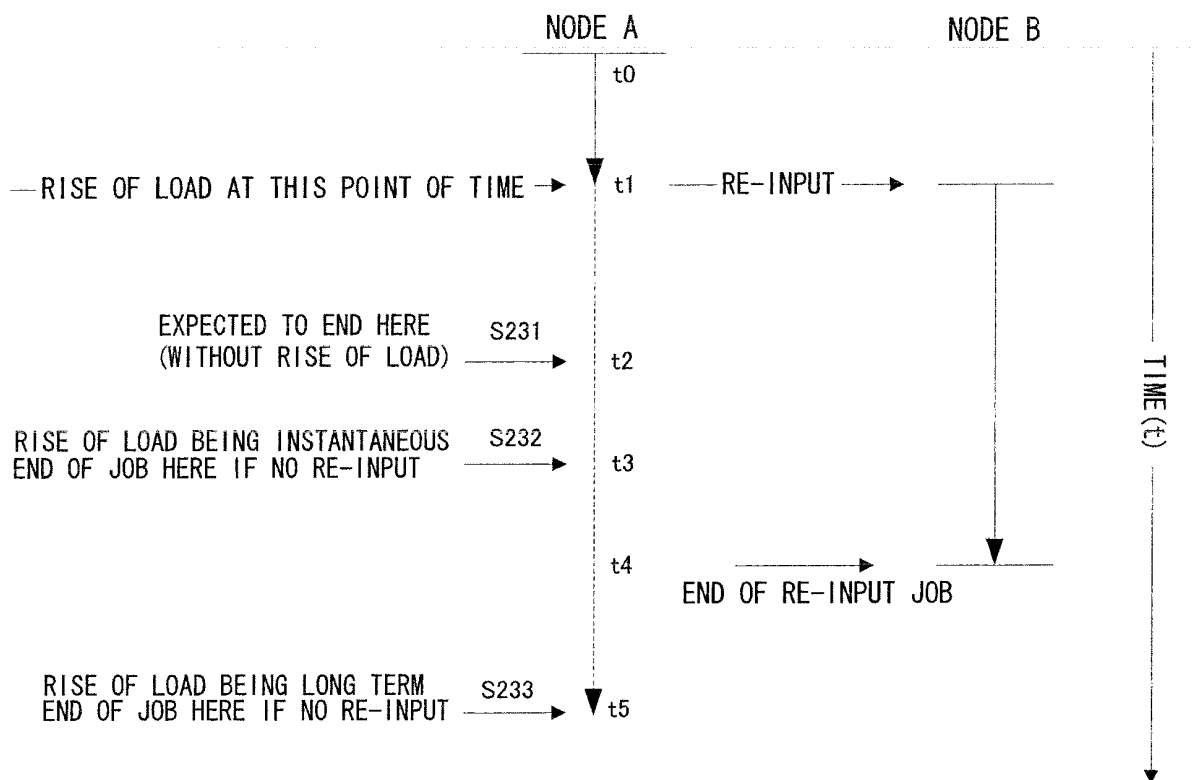 NODE A
NODE B
t0
RISE OF LOAD AT THIS POINT OF TIME
t1
RE-INPUT
EXPECTED TO END HERE
(WITHOUT RISE OF LOAD)
S231
t2
RISE OF LOAD BEING INSTANTANEOUS
END OF JOB HERE IF NO RE-INPUT
S232
t3
t4
END OF RE-INPUT JOB
RISE OF LOAD BEING LONG TERM
END OF JOB HERE IF NO RE-INPUT
S233
t5
TIME(t)